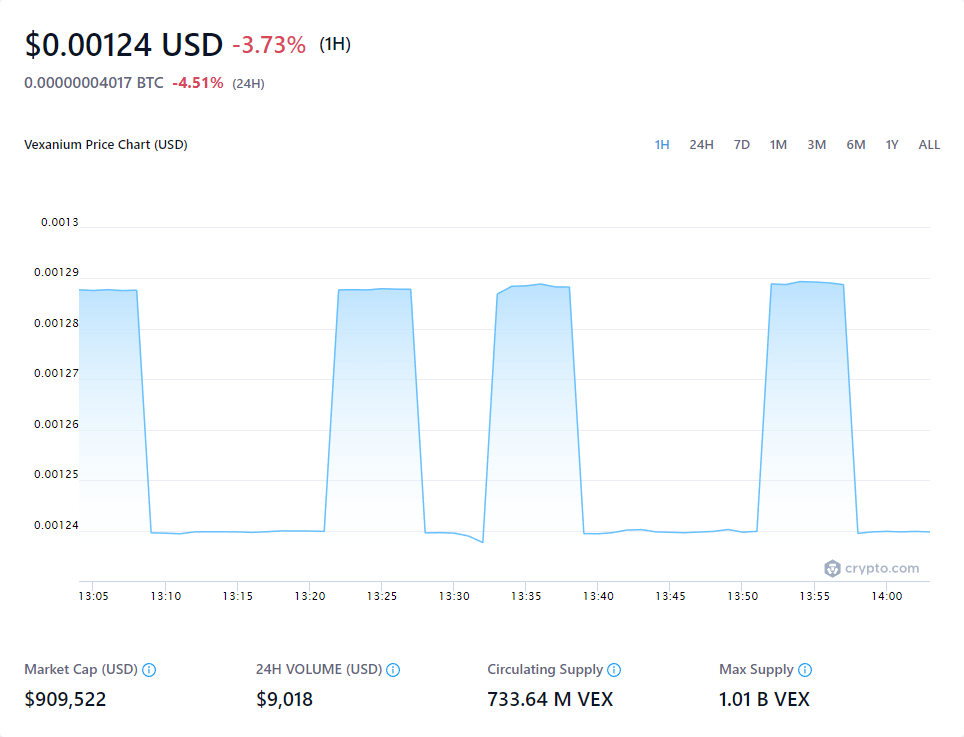 $0.00124 USD -3.73% (1H)
0.00000004017 BTC -4.51% (24H)
Vexanium Price Chart (USD)
1H 24H 7D 1M 3M 6M 1Y ALL
0.0013
0.00129
0.00128
0.00127
0.00126
0.00125
0.00124
crypto.com
13:05 13:10 13:15 13:20 13:25 13:30 13:35 13:40 13:45 13:50 13:55 14:00
Market Cap (USD) 24H VOLUME (USD) Circulating Supply Max Supply
$909,522 $9,018 733.64 M VEX 1.01 B VEX